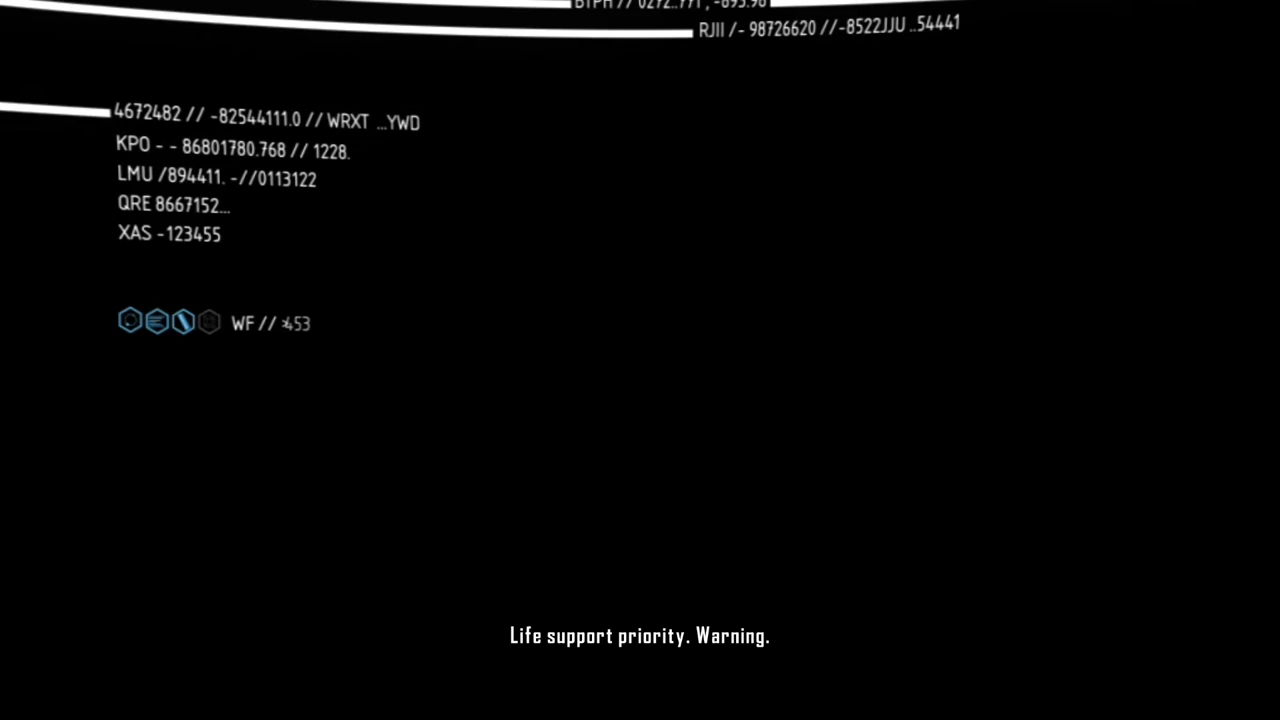 RJII /- 98726620 //-8522JJU ..54441
4672482 // -82544111.0 // WRXT ...YWD
KPO - - 86801780.768 // 1228.
LMU /894411. -//0113122
QRE 8667152...
XAS -123455
WF //
Life support priority. Warning.